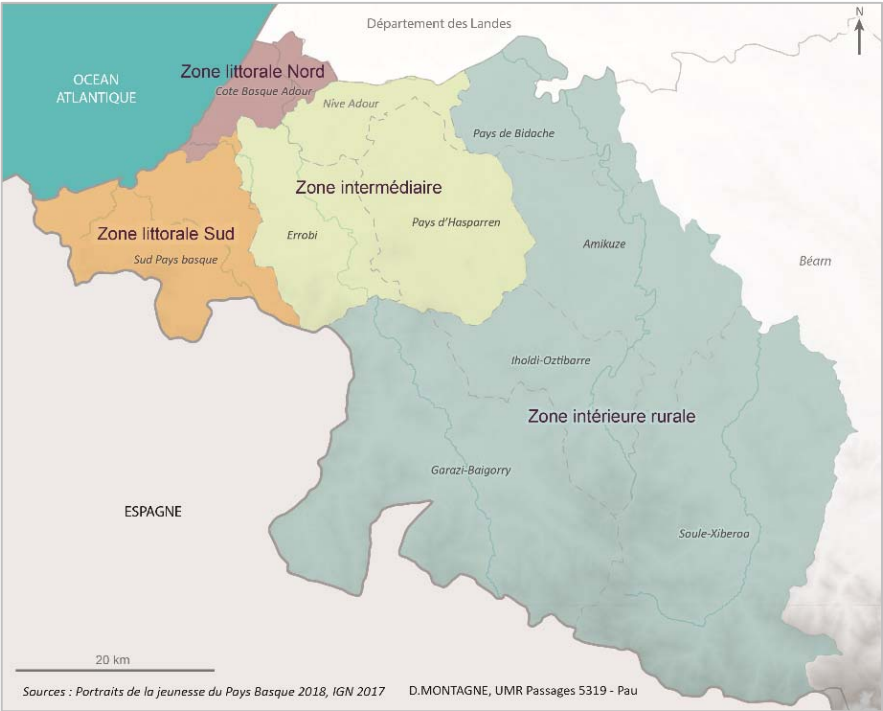 Département des Landes
N
OCEAN
ATLANTIQUE
Zone littorale Nord
Cote Basque Adour
Nive Adour
Pays de Bidache
Zone intermédiaire
Pays d'Hasparren
Zone littorale Sud
Errobi
Amikuze
Sud Pays basque
Béarn
Iholdi-Oztibarre
Zone intérieure rurale
Garazi-Baigorry
ESPAGNE
Soule-Xiberoa
20 km
Sources : Portraits de la jeunesse du Pays Basque 2018, IGN 2017 D.MONTAGNE, UMR Passages 5319 - Pau